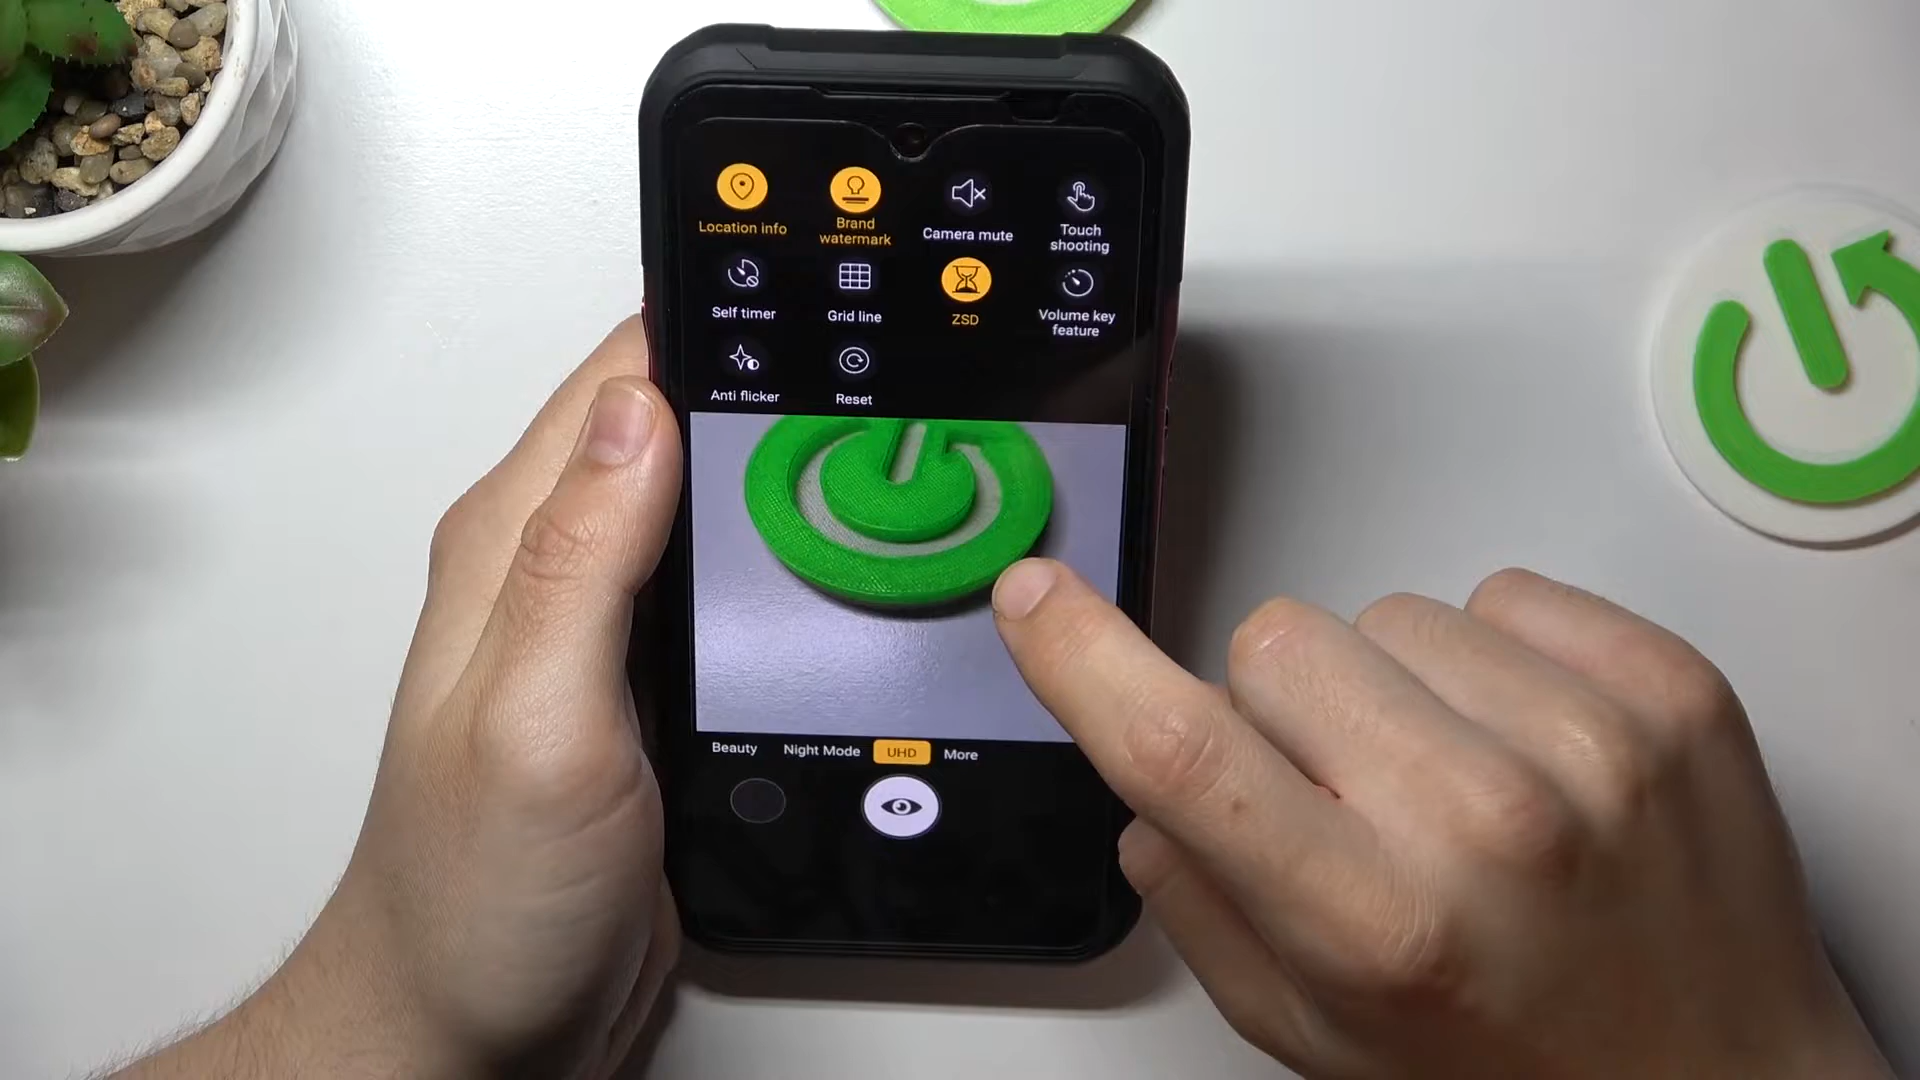 Location info
Brand
watermark
Camera mute
Touch
shooting
Self timer
Grid line
ZSD
Volume key
feature
Anti flicker
Reset
Beauty
Night Mode
UHD
More